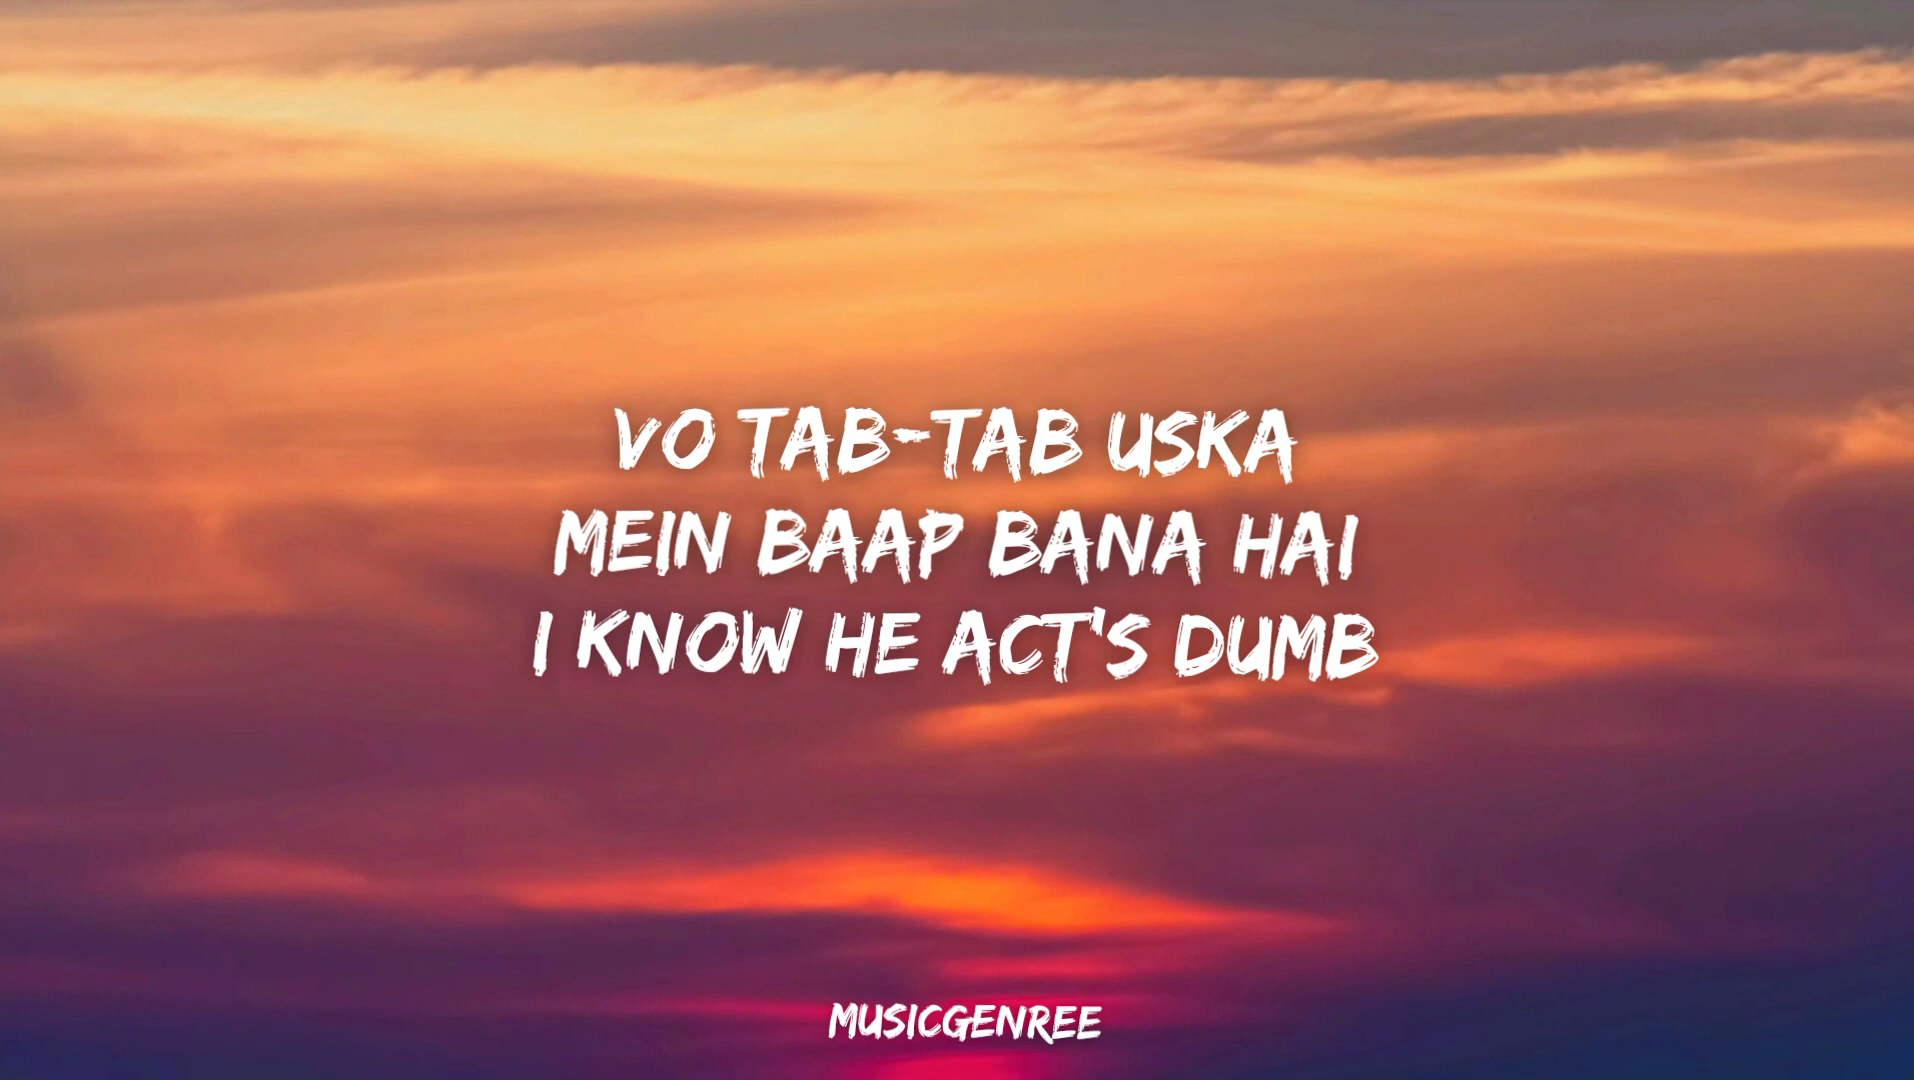 VO TAB-TAB USKA
MEIN BAAP BANA HAI
I KNOW HE ACT'S DUMB
MUSICGENREE